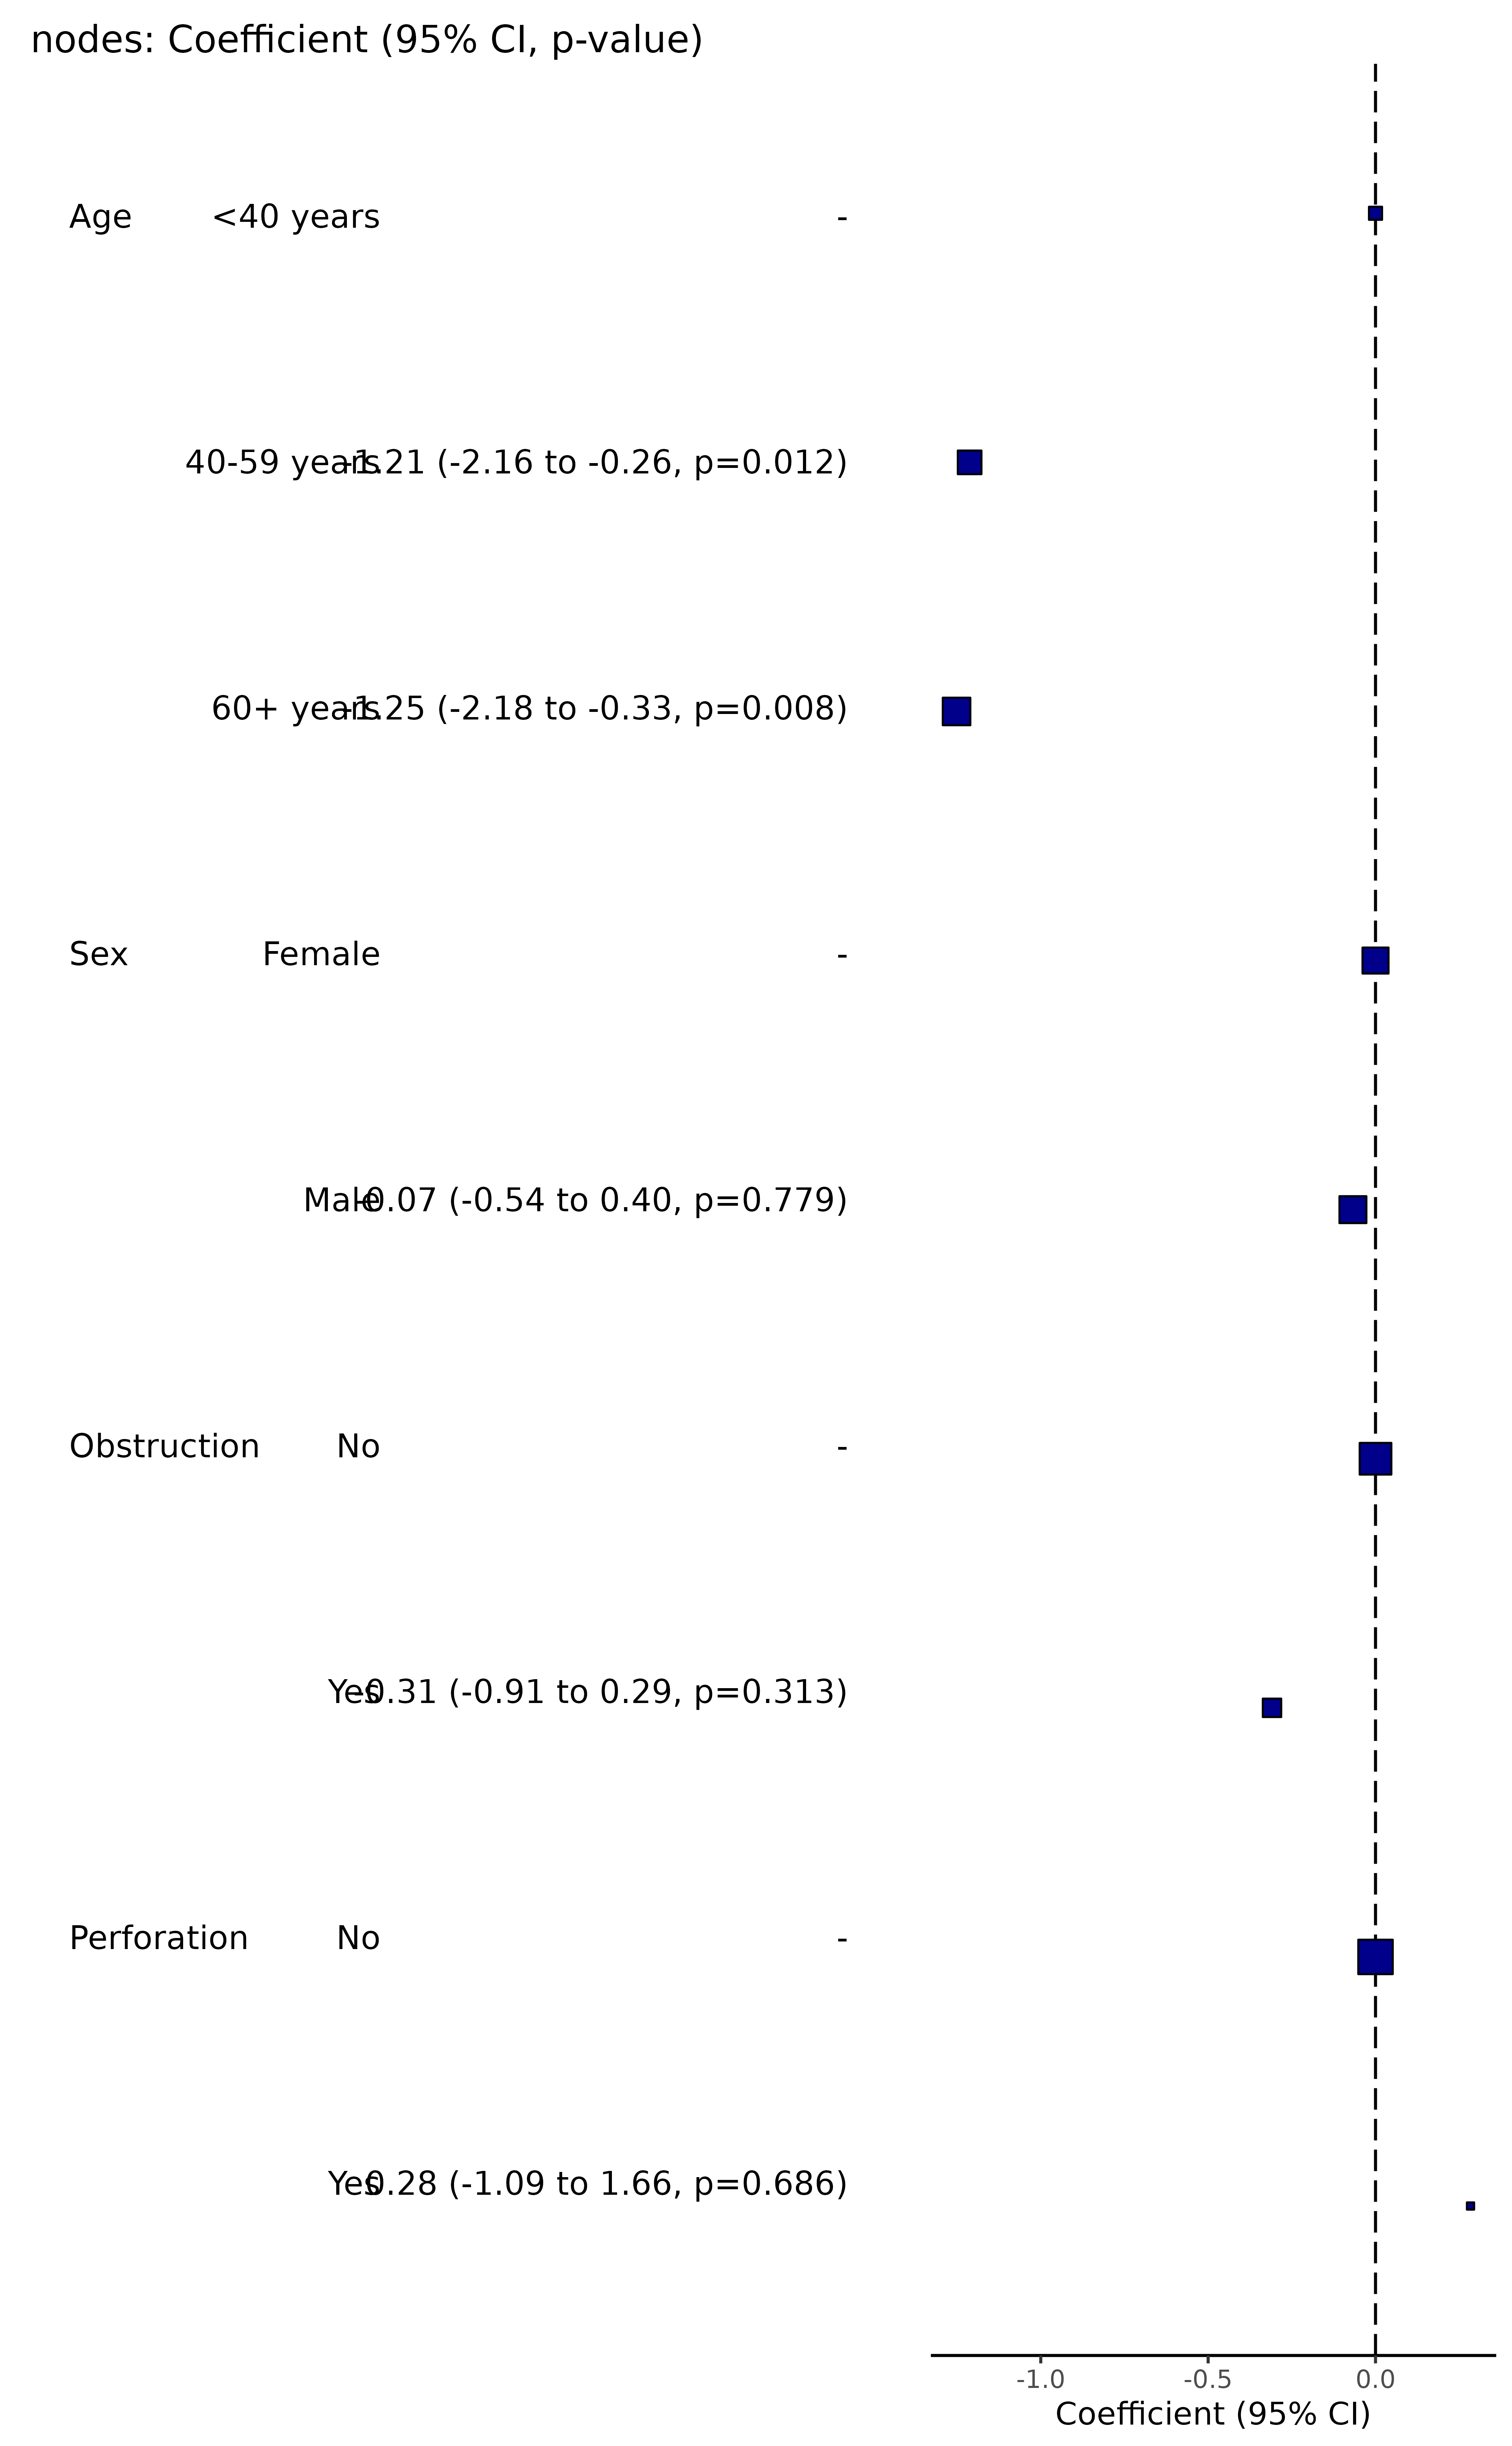 nodes: Coefficient (95% CI, p-value)
Age <40 years -
40-59 years -1.21 (-2.16 to -0.26, p=0.012)
60+ years -1.25 (-2.18 to -0.33, p=0.008)
Sex Female -
Male -0.07 (-0.54 to 0.40, p=0.779)
Obstruction No -
Yes -0.31 (-0.91 to 0.29, p=0.313)
Perforation No -
Yes 0.28 (-1.09 to 1.66, p=0.686)
-1.0 -0.5 0.0
Coefficient (95% CI)